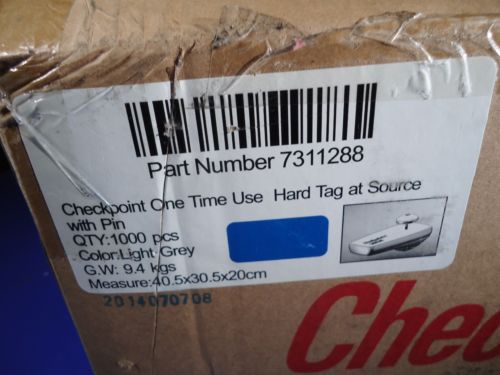 Part Number 7311288
Checkpoint One Time Use Hard Tag at Source
with Pin
QTY:1000 pcs
Color:Light Grey
G.W: 9.4 kgs
Measure:40.5x30.5x20cm
2014070708
Chec